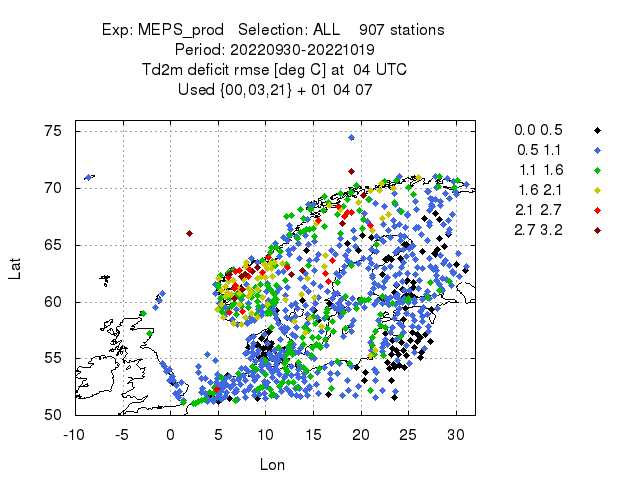 Exp: MEPS_prod   Selection: ALL    907 stations
Period: 20220930-20221019
Td2m deficit rmse [deg C] at  04 UTC
Used {00,03,21} + 01 04 07
0.0 0.5
0.5 1.1
1.1 1.6
1.6 2.1
2.1 2.7
2.7 3.2
75
70
65
60
55
50
Lat
-10 -5 0 5 10 15 20 25 30
Lon